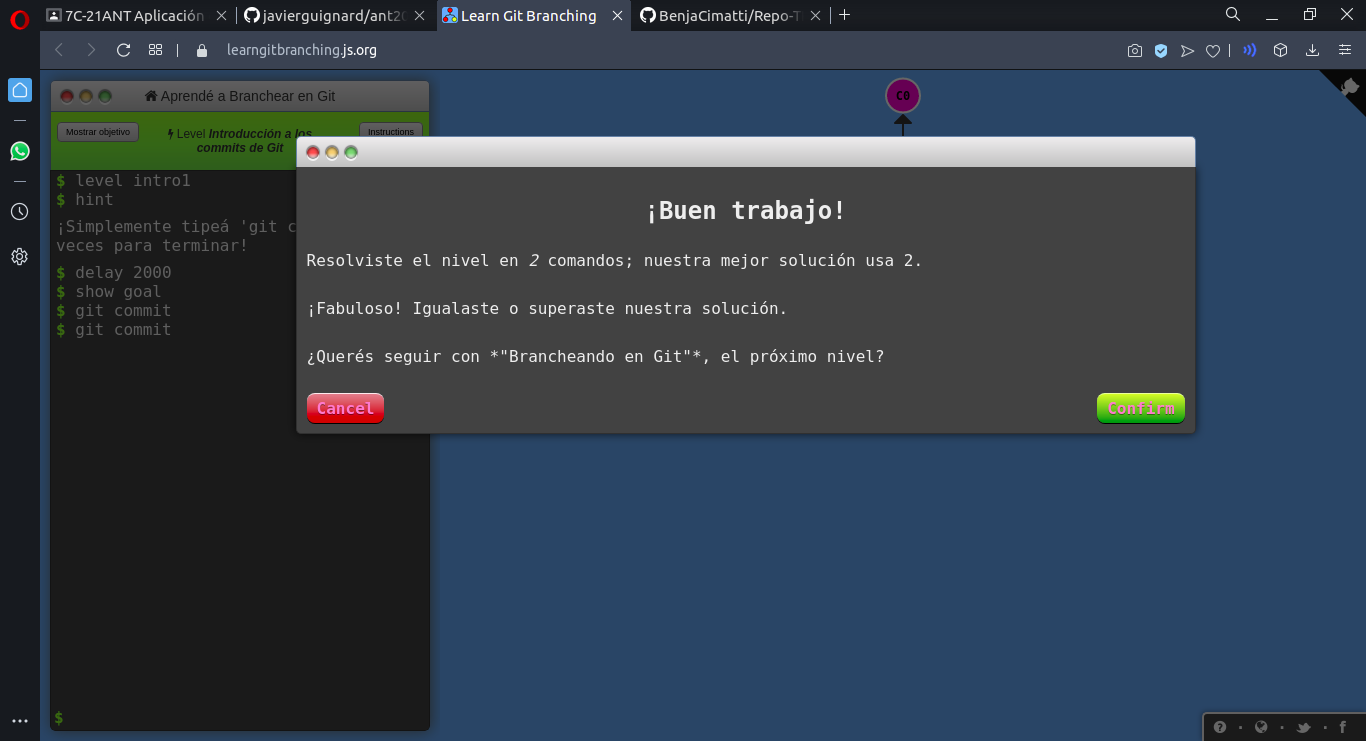 7C-21ANT Aplicación
javierguignard/ant20
Learn Git Branching
BenjaCimatti/Repo-T
learngitbranching.js.org
Aprendé a Branchear en Git
C0
Mostrar objetivo
Level Introducción a los
commits de Git
Instructions
$ level intro1
$ hint
¡Simplemente tipeá 'git c
veces para terminar!
$ delay 2000
$ show goal
$ git commit
$ git commit
$
¡Buen trabajo!
Resolviste el nivel en 2 comandos; nuestra mejor solución usa 2.
¡Fabuloso! Igualaste o superaste nuestra solución.
¿Querés seguir con *"Brancheando en Git"*, el próximo nivel?
Cancel
Confirm